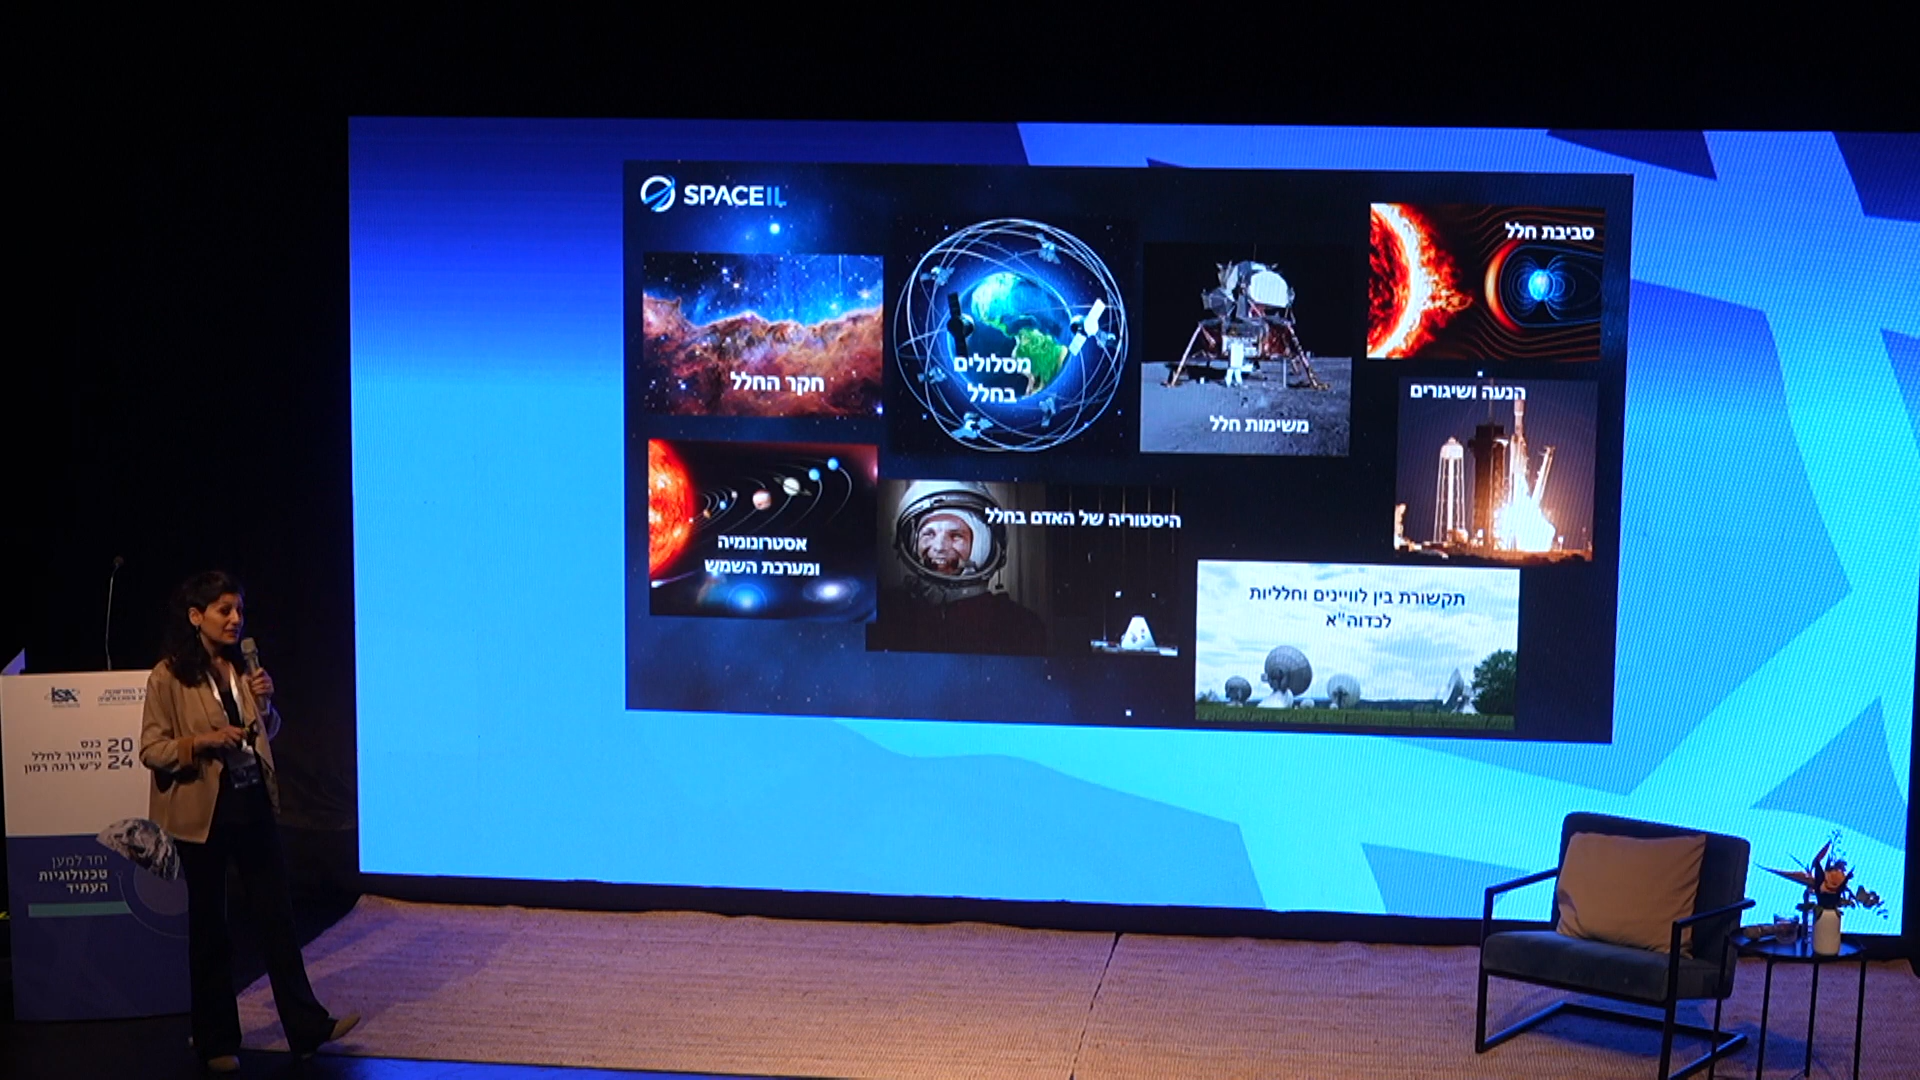 SPACEIL
סביבת חלל
חקר החלל
מסלולים
בחלל
משימות חלל
הנעה ושיגורים
אסטרונומיה
ומערכת השמש
היסטוריה של האדם בחלל
תקשורת בין לוויינים וחלליות
לכדוה"א
ISA
20
24
כנס
החינוך לחלל
ע"ש רונה רמון
יחד למען
טכנולוגיות
העתיד